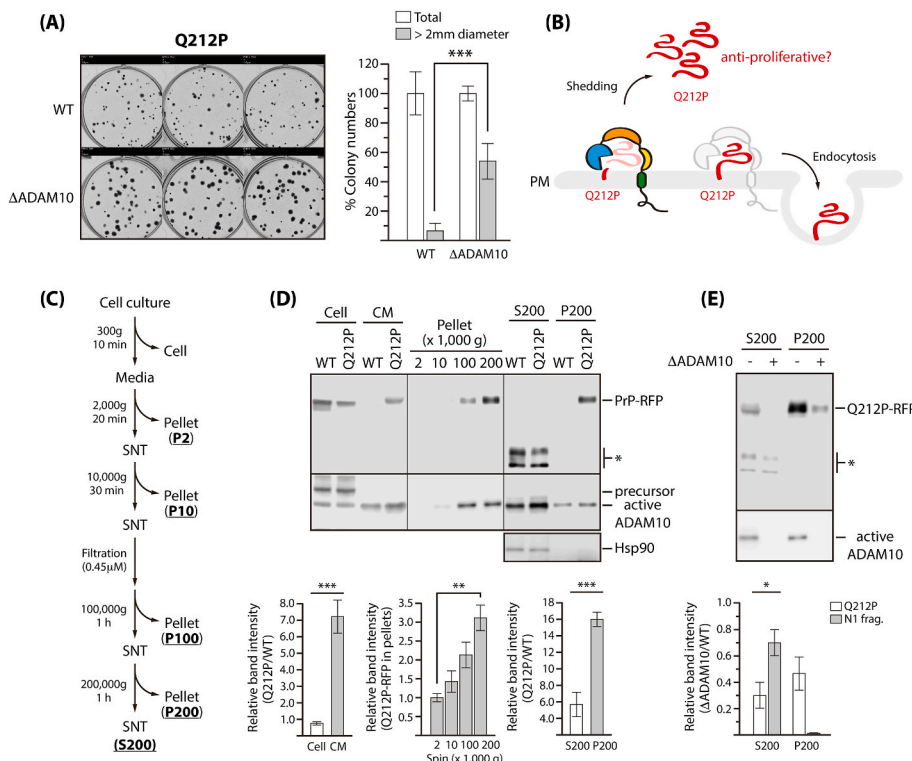 (A)
Q212P
WT
ΔADAM10
Total
> 2mm diameter
***
% Colony numbers
120
100
80
60
40
20
WT ΔADAM10
(B)
anti-proliferative?
Q212P
Shedding
Endocytosis
PM
Q212P
Q212P
(C)
Cell culture
300g
10 min
Cell
Media
2,000g
20 min
Pellet
(P2)
SNT
10,000g
30 min
Pellet
(P10)
SNT
Filtration
(0.45µM)
100,000g
1 h
Pellet
(P100)
200,000g
1 h
Pellet
(P200)
SNT
(S200)
(D)
Cell CM Pellet S200 P200
(x 1,000 g)
WT Q212P WT Q212P 2 10 100 200 WT Q212P WT Q212P
PrP-RFP
*
precursor
active
ADAM10
Hsp90
Relative band intensity
(Q212P/WT)
8.0
7.0
6.0
5.0
4.0
3.0
2.0
1.0
***
Cell CM
Relative band intensity
(Q212P-RFP in pellets)
3.5
3.0
2.5
2.0
1.5
1.0
**
2 10 100 200
Spin (x 1,000 g)
Relative band intensity
(Q212P/WT)
16
14
12
10
8.0
6.0
4.0
***
S200 P200
(E)
S200 P200
ΔADAM10 - + - +
Q212P-RFP
*
active
ADAM10
Relative band intensity
(ΔADAM10/WT)
1.0
0.8
0.6
0.4
0.2
*
Q212P
N1 frag.
S200 P200